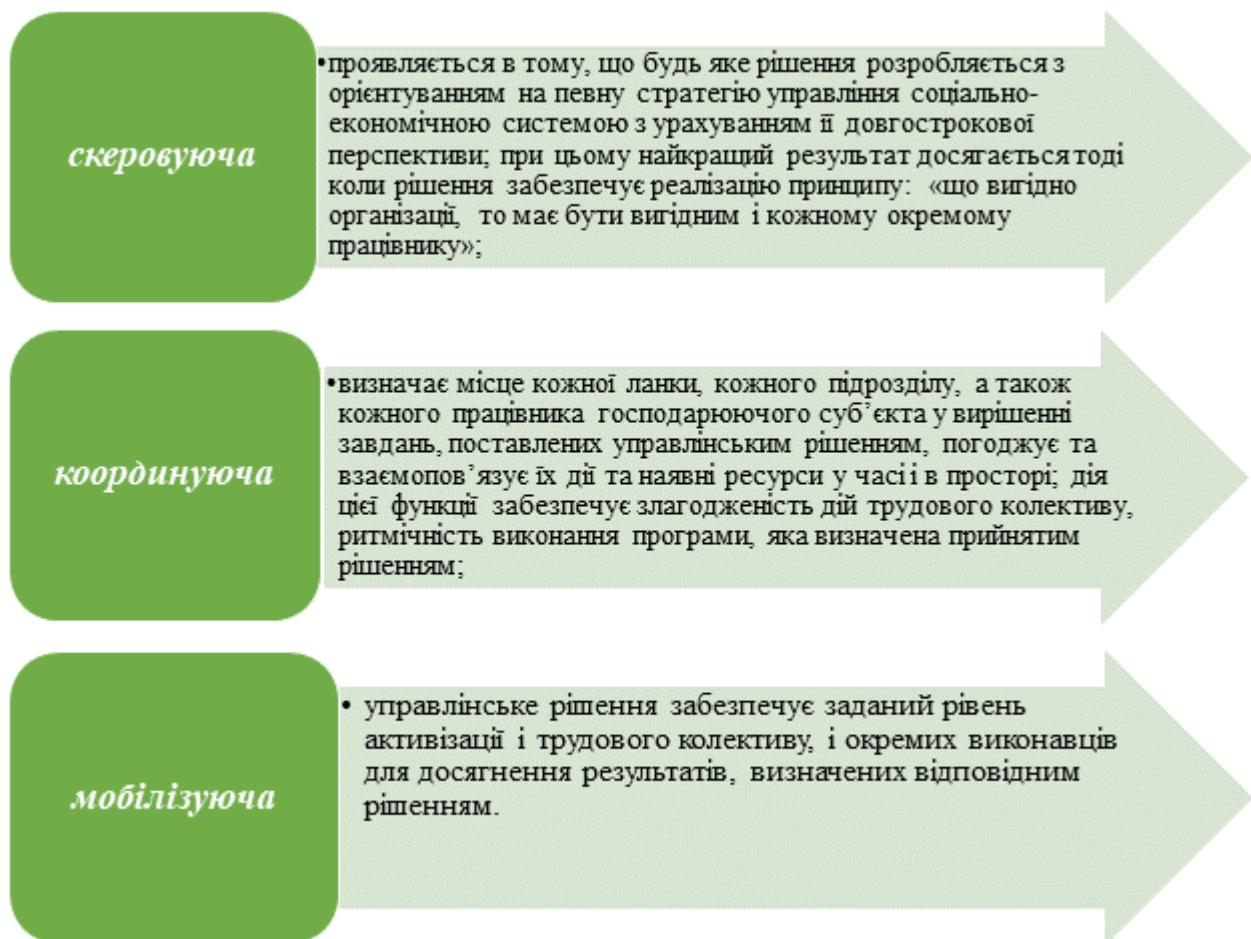 скеровуюча
•проявляється в тому, що будь яке рішення розробляється з
орієнтуванням на певну стратегію управління соціально-
економічною системою з урахуванням її довгострокової
перспективи; при цьому найкращий результат досягається тоді
коли рішення забезпечує реалізацію принципу: «що вигідно
організації, то має бути вигідним і кожному окремому
працівнику»;
координуюча
•визначає місце кожної ланки, кожного підрозділу, а також
кожного працівника господарюючого суб’єкта у вирішенні
завдань, поставлених управлінським рішенням, погоджує та
взаємопов’язує їх дії та наявні ресурси у часі і в просторі; дія
цієї функції забезпечує злагодженість дій трудового колективу,
ритмічність виконання програми, яка визначена прийнятим
рішенням;
мобілізуюча
• управлінське рішення забезпечує заданий рівень
активізації і трудового колективу, і окремих виконавців
для досягнення результатів, визначених відповідним
рішенням.